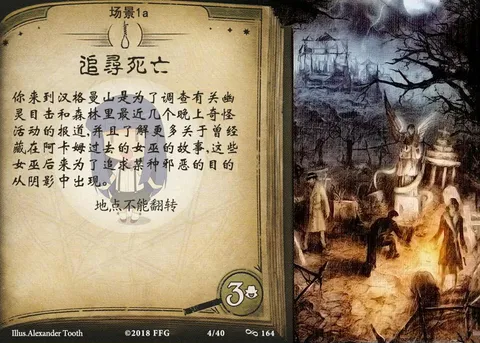 场景1a
追寻死亡
你来到汉格曼山是为了调查有关幽
灵目击和森林里最近几个晚上奇怪
活动的报道,并且了解更多关于曾经
藏在阿卡姆过去的女巫的故事,这些
女巫后来为了追求某种邪恶的目的
从阴影中出现。
地点不能翻转
3
Illus.Alexander Tooth ©2018 FFG 4/40 164